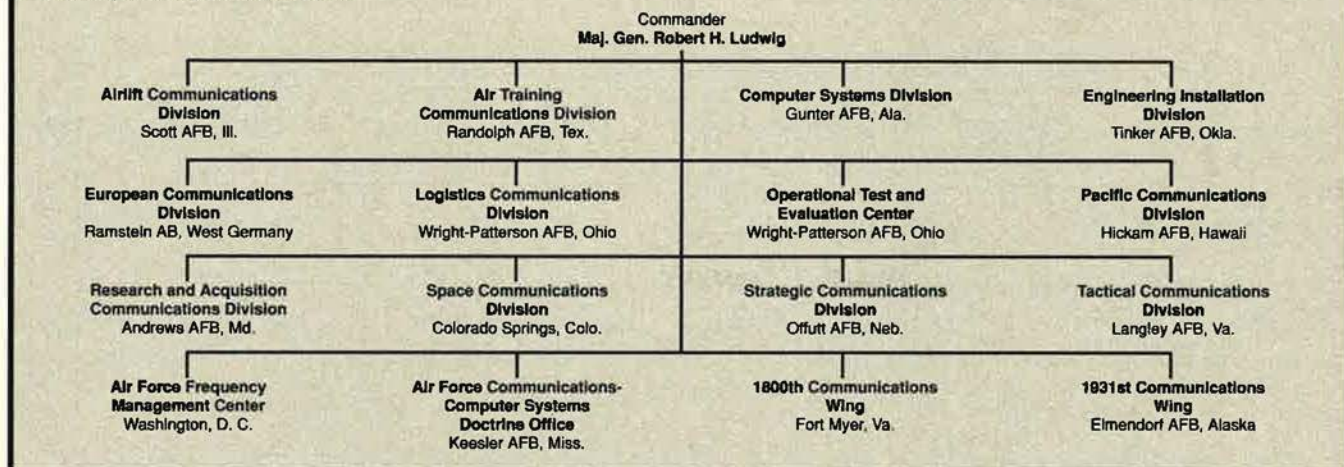 Commander
Maj. Gen. Robert H. Ludwig
Airlift Communications
Division
Scott AFB, Ill.
Air Training
Communications Division
Randolph AFB, Tex.
Computer Systems Division
Gunter AFB, Ala.
Engineering Installation
Division
Tinker AFB, Okla.
European Communications
Division
Ramstein AB, West Germany
Logistics Communications
Division
Wright-Patterson AFB, Ohio
Operational Test and
Evaluation Center
Wright-Patterson AFB, Ohio
Pacific Communications
Division
Hickam AFB, Hawaii
Research and Acquisition
Communications Division
Andrews AFB, Md.
Space Communications
Division
Colorado Springs, Colo.
Strategic Communications
Division
Offutt AFB, Neb.
Tactical Communications
Division
Langley AFB, Va.
Air Force Frequency
Management Center
Washington, D. C.
Air Force Communications-
Computer Systems
Doctrine Office
Keesler AFB, Miss.
1800th Communications
Wing
Fort Myer, Va.
1931st Communications
Wing
Elmendorf AFB, Alaska